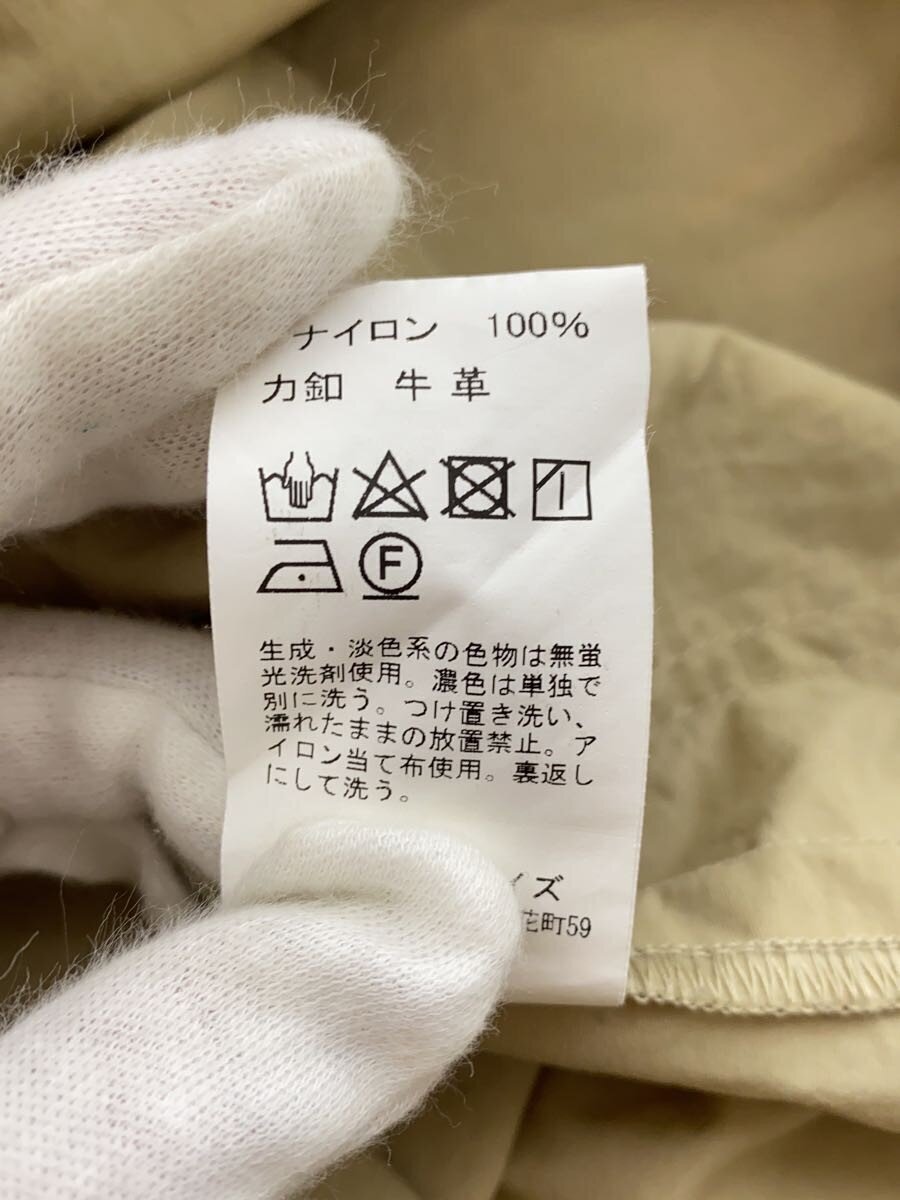 ナイロン 100%
力釦 牛革
F
生成・淡色系の色物は無蛍
光洗剤使用。濃色は単独で
別に洗う。つけ置き洗い、
濡れたままの放置禁止。ア
イロン当て布使用。裏返し
にして洗う。
イズ
花町59